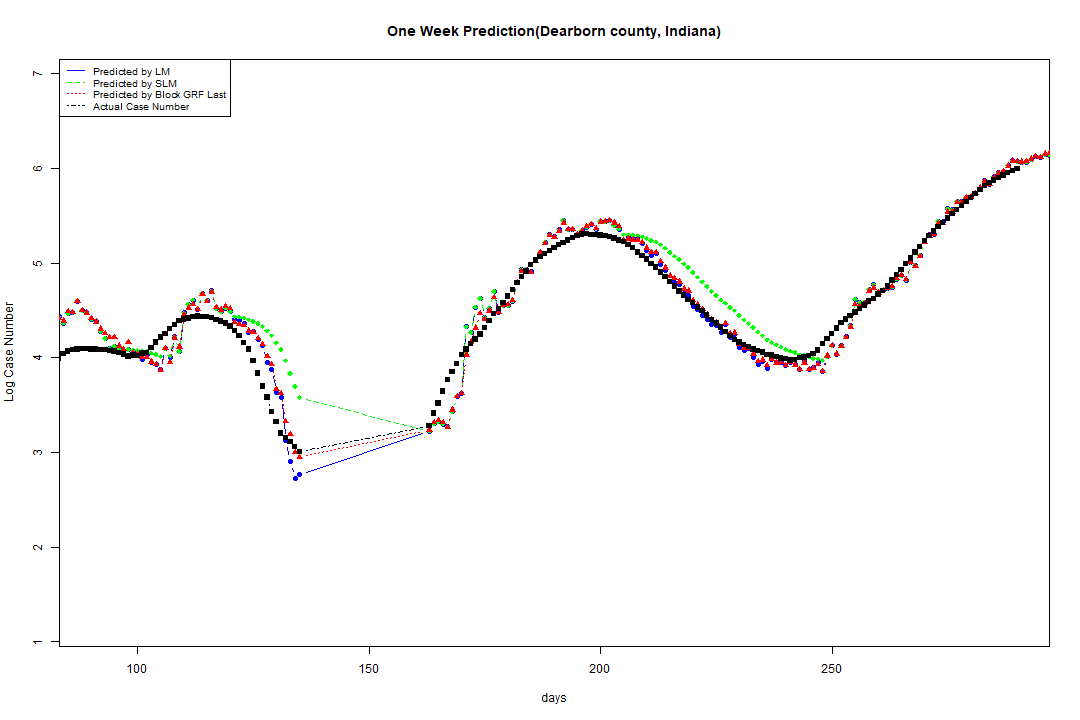 One Week Prediction(Dearborn county, Indiana)
Predicted by LM
Predicted by SLM
Predicted by Block GRF Last
Actual Case Number
7
6
5
4
3
2
1
Log Case Number
100 150 200 250
days